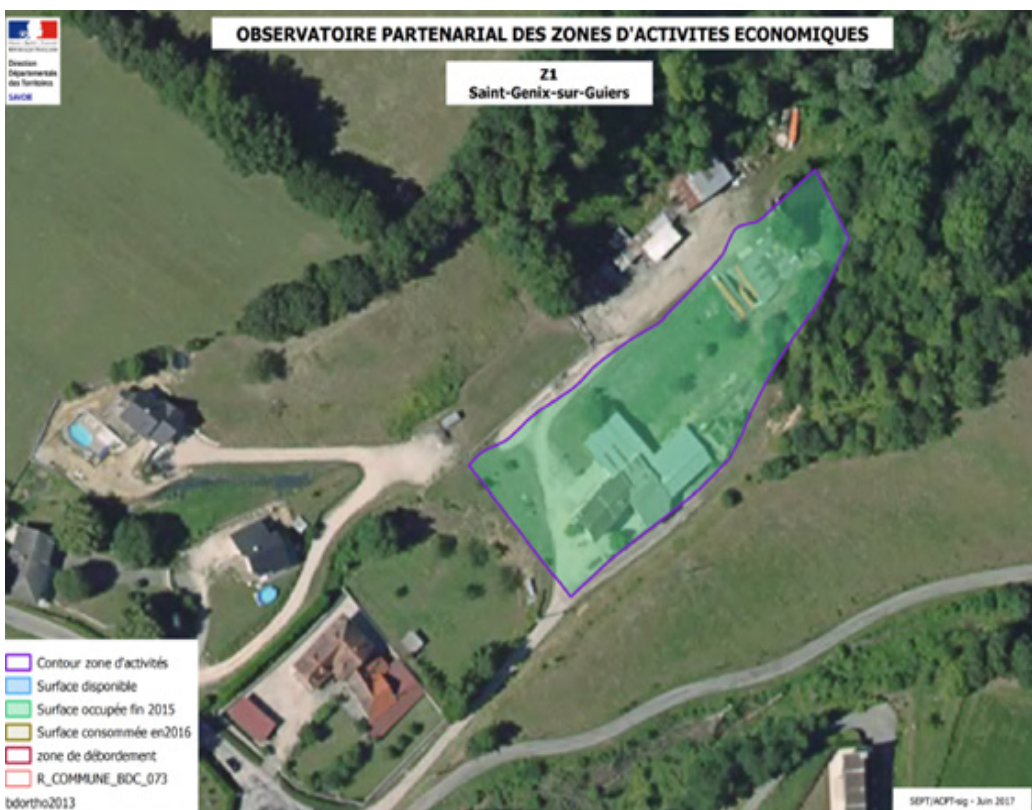 OBSERVATOIRE PARTENARIAL DES ZONES D'ACTIVITES ECONOMIQUES
Z1
Saint-Genix-sur-Guiers
Direction
Départementale
des Territoires
SAVOIE
Contour zone d'activités
Surface disponible
Surface occupée fin 2015
Surface consommée en2016
zone de débordement
R_COMMUNE_BDC_073
bdortho2013
SEPT/ACPT-sig - Juin 2017